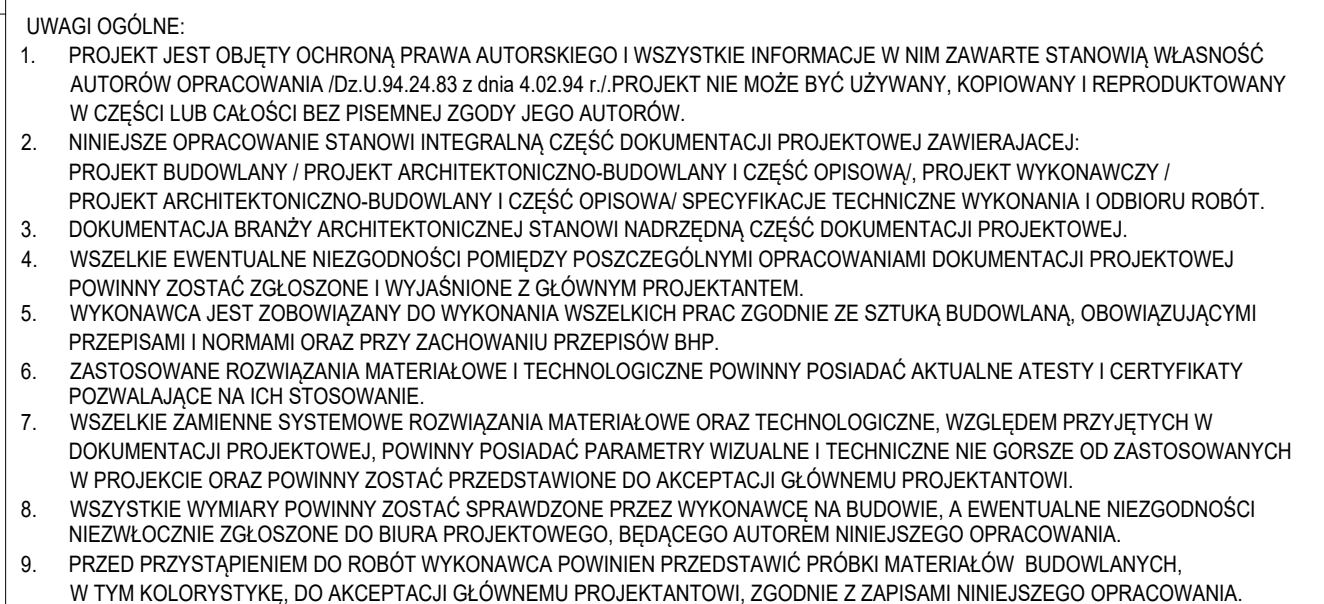 UWAGI OGÓLNE:
1. PROJEKT JEST OBJĘTY OCHRONĄ PRAWA AUTORSKIEGO I WSZYSTKIE INFORMACJE W NIM ZAWARTE STANOWIĄ WŁASNOŚĆ
AUTORÓW OPRACOWANIA /Dz.U.94.24.83 z dnia 4.02.94 r./.PROJEKT NIE MOŻE BYĆ UŻYWANY, KOPIOWANY I REPRODUKTOWANY
W CZĘŚCI LUB CAŁOŚCI BEZ PISEMNEJ ZGODY JEGO AUTORÓW.
2. NINIEJSZE OPRACOWANIE STANOWI INTEGRALNĄ CZĘŚĆ DOKUMENTACJI PROJEKTOWEJ ZAWIERAJACEJ:
PROJEKT BUDOWLANY / PROJEKT ARCHITEKTONICZNO-BUDOWLANY I CZĘŚĆ OPISOWĄ/, PROJEKT WYKONAWCZY /
PROJEKT ARCHITEKTONICZNO-BUDOWLANY I CZĘŚĆ OPISOWA/ SPECYFIKACJE TECHNICZNE WYKONANIA I ODBIORU ROBÓT.
3. DOKUMENTACJA BRANŻY ARCHITEKTONICZNEJ STANOWI NADRZĘDNĄ CZĘŚĆ DOKUMENTACJI PROJEKTOWEJ.
4. WSZELKIE EWENTUALNE NIEZGODNOŚCI POMIĘDZY POSZCZEGÓLNYMI OPRACOWANIAMI DOKUMENTACJI PROJEKTOWEJ
POWINNY ZOSTAĆ ZGŁOSZONE I WYJAŚNIONE Z GŁÓWNYM PROJEKTANTEM.
5. WYKONAWCA JEST ZOBOWIĄZANY DO WYKONANIA WSZELKICH PRAC ZGODNIE ZE SZTUKĄ BUDOWLANĄ, OBOWIĄZUJĄCYMI
PRZEPISAMI I NORMAMI ORAZ PRZY ZACHOWANIU PRZEPISÓW BHP.
6. ZASTOSOWANE ROZWIĄZANIA MATERIAŁOWE I TECHNOLOGICZNE POWINNY POSIADAĆ AKTUALNE ATESTY I CERTYFIKATY
POZWALAJĄCE NA ICH STOSOWANIE.
7. WSZELKIE ZAMIENNE SYSTEMOWE ROZWIĄZANIA MATERIAŁOWE ORAZ TECHNOLOGICZNE, WZGLĘDEM PRZYJĘTYCH W
DOKUMENTACJI PROJEKTOWEJ, POWINNY POSIADAĆ PARAMETRY WIZUALNE I TECHNICZNE NIE GORSZE OD ZASTOSOWANYCH
W PROJEKCIE ORAZ POWINNY ZOSTAĆ PRZEDSTAWIONE DO AKCEPTACJI GŁÓWNEMU PROJEKTANTOWI.
8. WSZYSTKIE WYMIARY POWINNY ZOSTAĆ SPRAWDZONE PRZEZ WYKONAWCĘ NA BUDOWIE, A EWENTUALNE NIEZGODNOŚCI
NIEZWŁOCZNIE ZGŁOSZONE DO BIURA PROJEKTOWEGO, BĘDĄCEGO AUTOREM NINIEJSZEGO OPRACOWANIA.
9. PRZED PRZYSTĄPIENIEM DO ROBÓT WYKONAWCA POWINIEN PRZEDSTAWIĆ PRÓBKI MATERIAŁÓW BUDOWLANYCH,
W TYM KOLORYSTYKĘ, DO AKCEPTACJI GŁÓWNEMU PROJEKTANTOWI, ZGODNIE Z ZAPISAMI NINIEJSZEGO OPRACOWANIA.